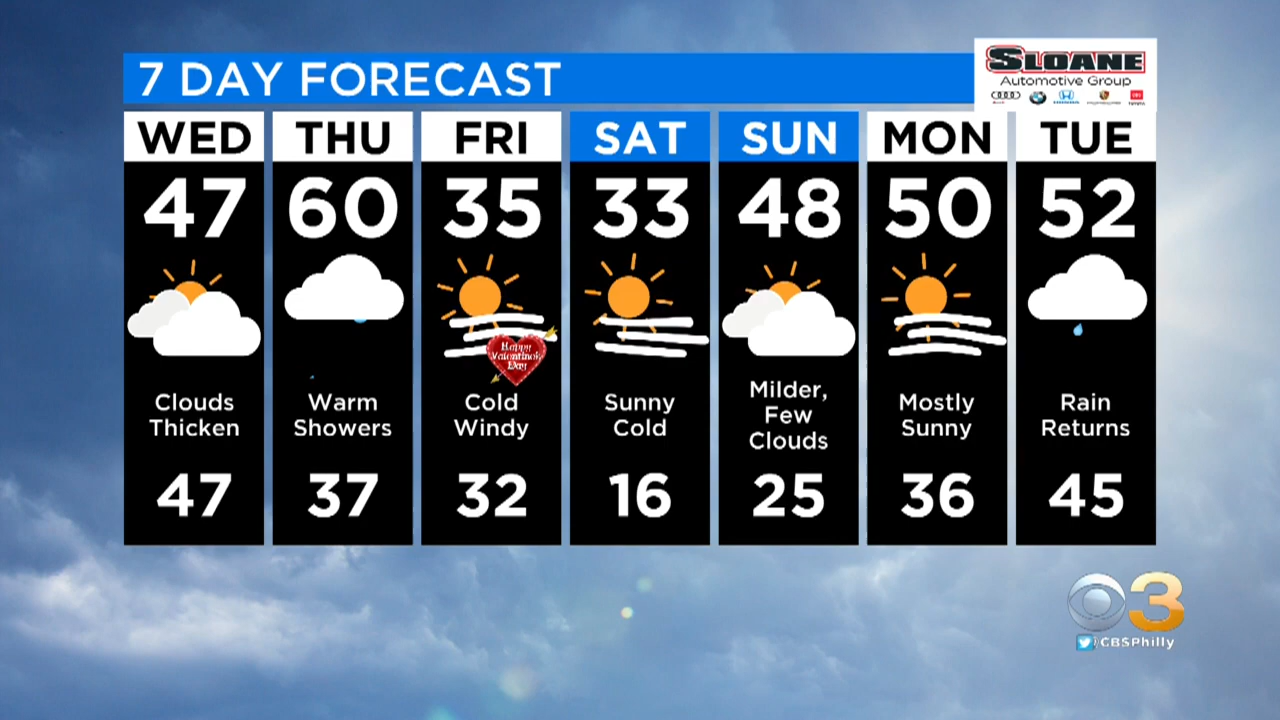 7 DAY FORECAST
SLOANE
Automotive Group
WED
THU
FRI
SAT
SUN
MON
TUE
47
60
35
33
48
50
52
Happy
Valentine's
Day
Clouds
Thicken
Warm
Showers
Cold
Windy
Sunny
Cold
Milder,
Few
Clouds
Mostly
Sunny
Rain
Returns
47
37
32
16
25
36
45
3
@CBSPhilly